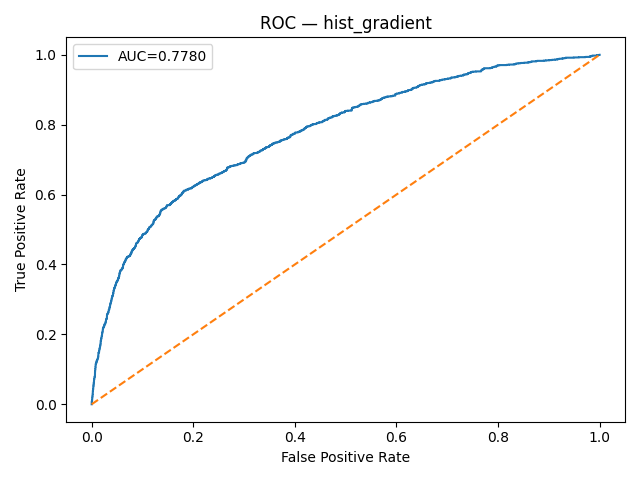 ROC — hist_gradient
AUC=0.7780
True Positive Rate
1.0
0.8
0.6
0.4
0.2
0.0
0.0 0.2 0.4 0.6 0.8 1.0
False Positive Rate